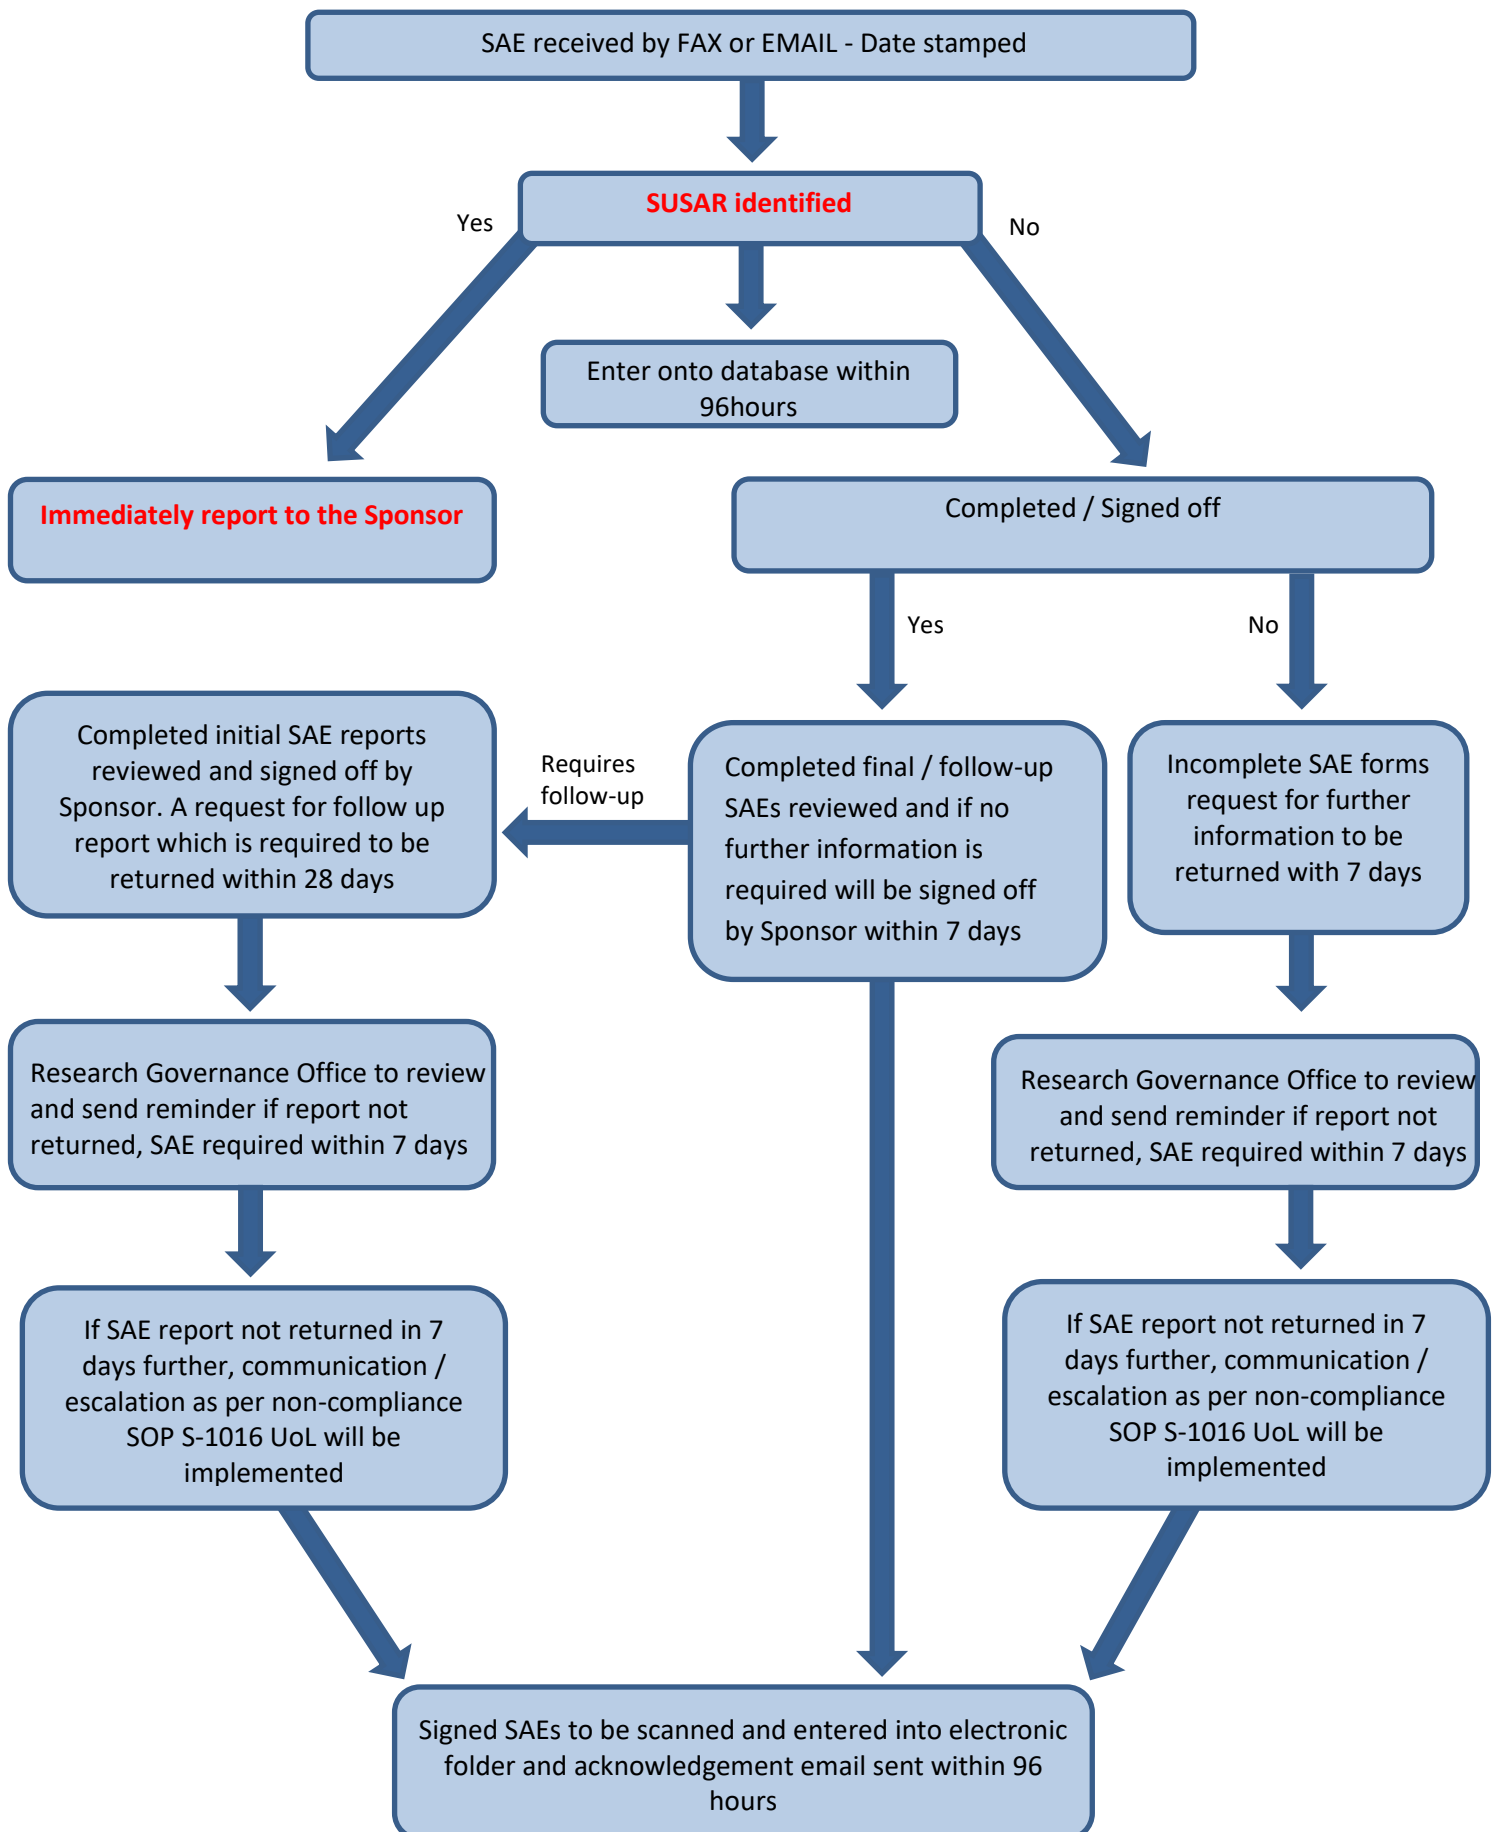 SAE received by FAX or EMAIL - Date stamped
SUSAR identified
Yes
No
Enter onto database within
96hours
Immediately report to the Sponsor
Completed / Signed off
Yes
No
Completed initial SAE reports
reviewed and signed off by
Sponsor. A request for follow up
report which is required to be
returned within 28 days
Requires
follow-up
Completed final / follow-up
SAEs reviewed and if no
further information is
required will be signed off
by Sponsor within 7 days
Incomplete SAE forms
request for further
information to be
returned with 7 days
Research Governance Office to review
and send reminder if report not
returned, SAE required within 7 days
Research Governance Office to review
and send reminder if report not
returned, SAE required within 7 days
If SAE report not returned in 7
days further, communication /
escalation as per non-compliance
SOP S-1016 UoL will be
implemented
If SAE report not returned in 7
days further, communication /
escalation as per non-compliance
SOP S-1016 UoL will be
implemented
Signed SAEs to be scanned and entered into electronic
folder and acknowledgement email sent within 96
hours